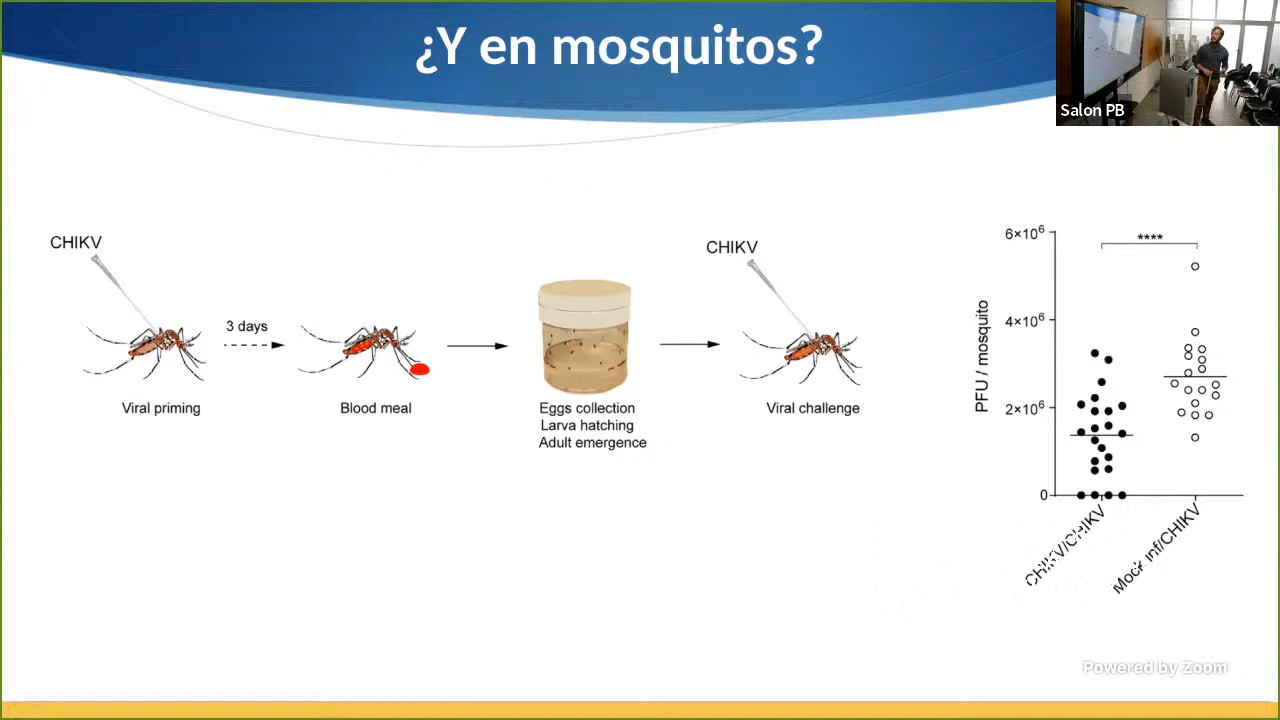 ¿Y en mosquitos?
Salon PB
CHIKV
3 days
Viral priming
Blood meal
Eggs collection
Larva hatching
Adult emergence
CHIKV
Viral challenge
PFU / mosquito
6×10⁶
4×10⁶
2×10⁶
0
****
CHIKV/CHIKV
Mock inf/CHIKV
Powered by Zoom